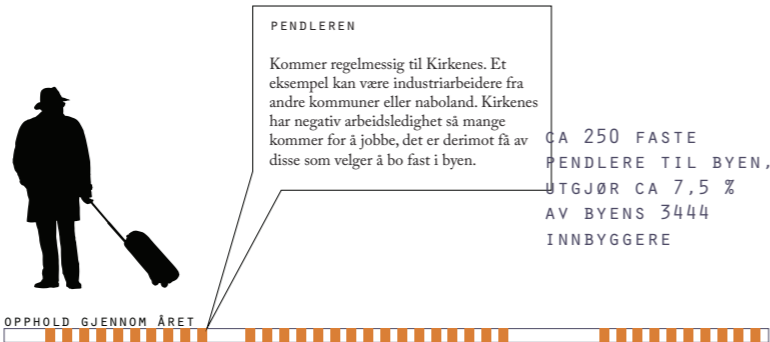 PENDLEREN
Kommer regelmessig til Kirkenes. Et
eksempel kan være industriarbeidere fra
andre kommuner eller naboland. Kirkenes
har negativ arbeidsledighet så mange
kommer for å jobbe, det er derimot få av
disse som velger å bo fast i byen.
CA 250 FASTE
PENDLERE TIL BYEN,
UTGJØR CA 7,5 %
AV BYENS 3444
INNBYGGERE
OPPHOLD GJENNOM ÅRET